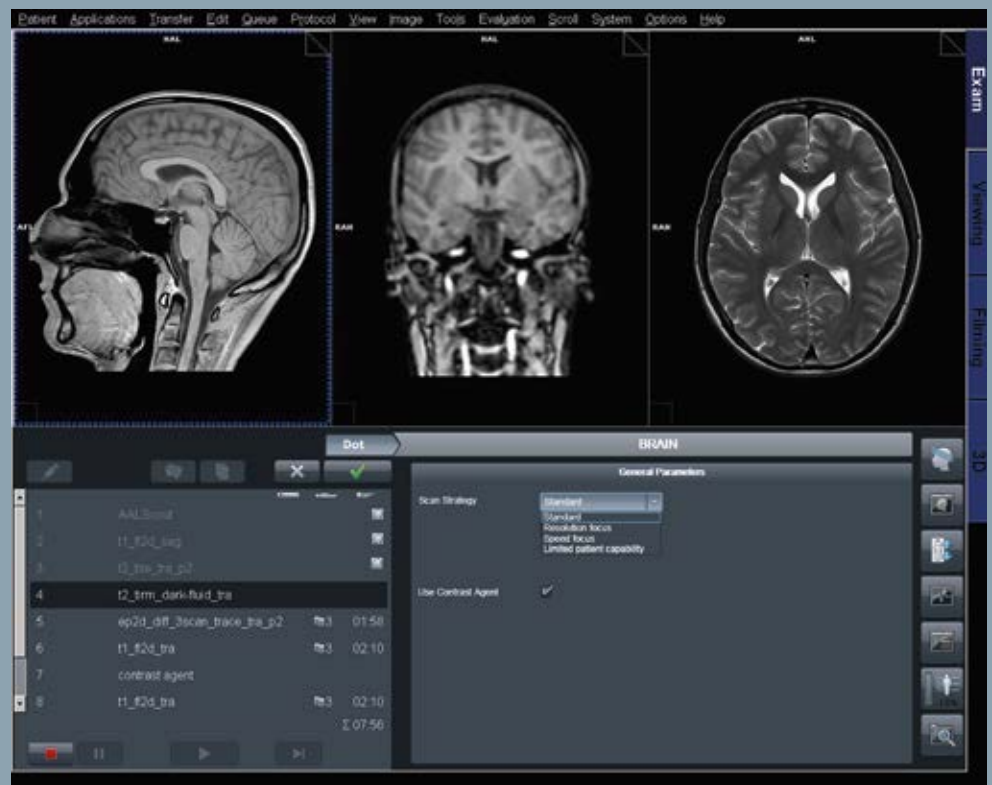 Patient Applications Transfer Edit Queue Protocol View Image Tools Evaluation Scroll System Options Help
Exam
Viewing
Filming
3D
RAH
RAH
Dot
BRAIN
General Parameters
Scan Strategy
Standard
Standard
Resolution focus
Speed focus
Limited patient capability
Use Contrast Agent
1 AALScout
2 t1_fl2d_sag
3 t2_tse_tra_p2
4 t2_tirm_dark-fluid_tra
5 ep2d_diff_3scan_trace_tra_p2 3 01:58
6 t1_fl2d_tra 3 02:10
7 contrast agent
8 t1_fl2d_tra 3 02:10
Σ 07:56